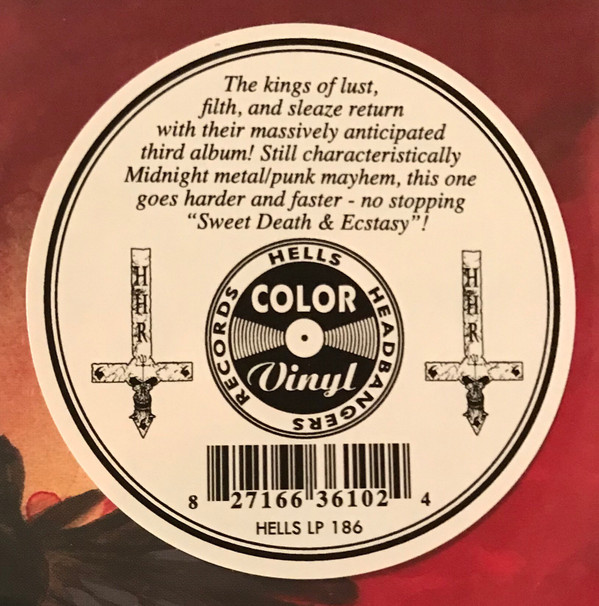 The kings of lust,
filth, and sleaze return
with their massively anticipated
third album! Still characteristically
Midnight metal/punk mayhem, this one
goes harder and faster - no stopping
“Sweet Death & Ecstasy”!
HHR
HELLS HEADBANGERS RECORDS
COLOR
Vinyl
HHR
8 27166 36102 4
HELLS LP 186